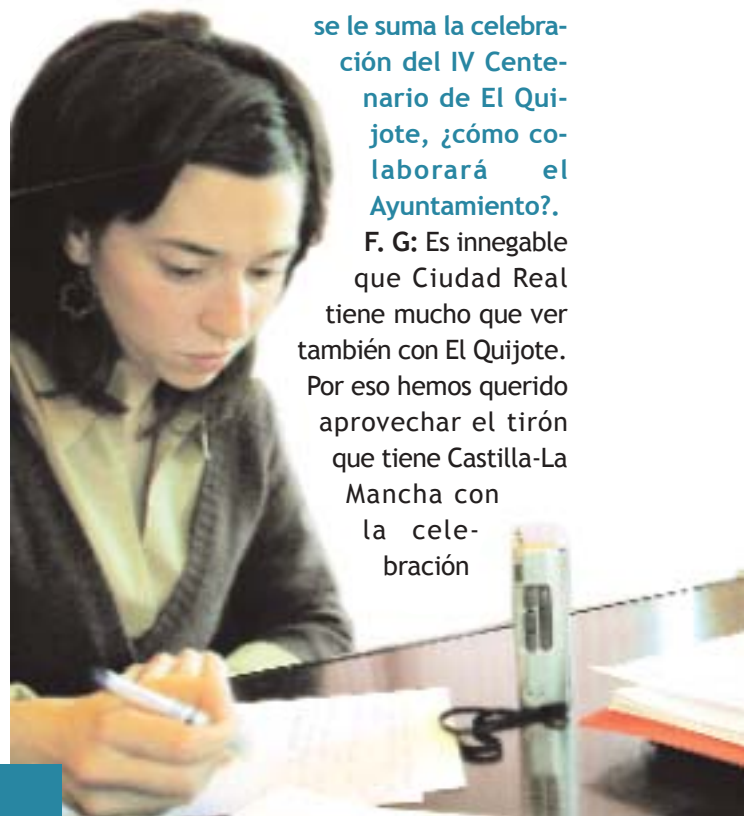 se le suma la celebra-
ción del IV Cente-
nario de El Qui-
jote, ¿cómo co-
laborará el
Ayuntamiento?.
F. G: Es innegable
que Ciudad Real
tiene mucho que ver
también con El Quijote.
Por eso hemos querido
aprovechar el tirón
que tiene Castilla-La
Mancha con
la cele-
bración